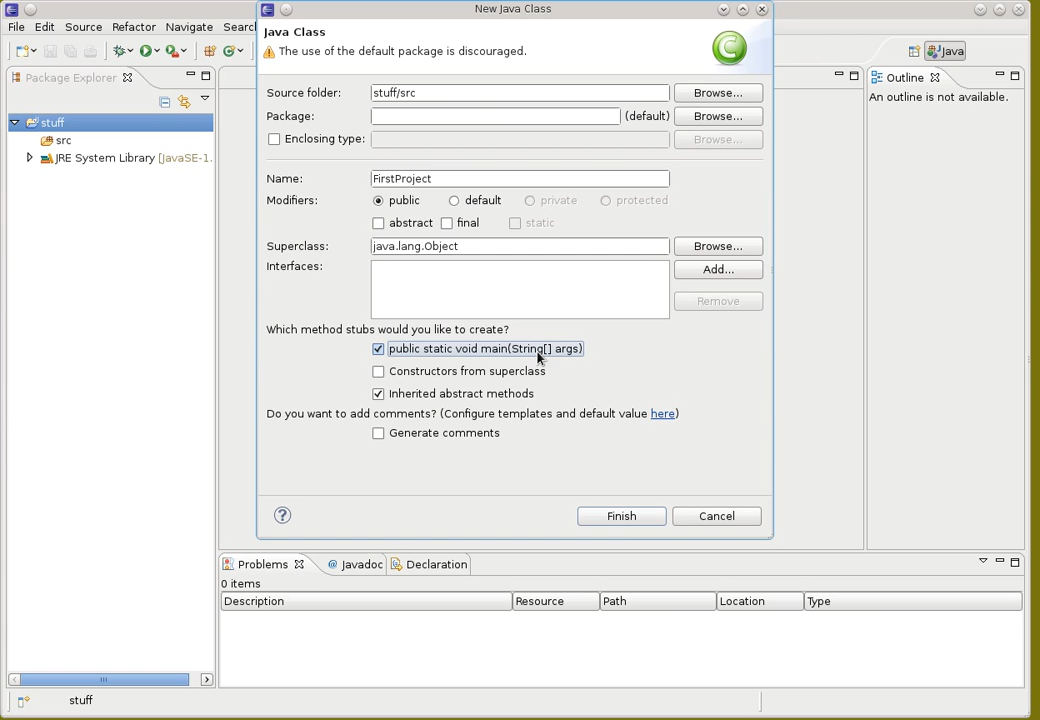 New Java Class
File Edit Source Refactor Navigate Searc
Java Class
The use of the default package is discouraged.
Java
Package Explorer
Outline
An outline is not available.
Source folder: stuff/src Browse...
Package: (default) Browse...
Enclosing type: Browse...
stuff
src
JRE System Library [JavaSE-1.
Name: FirstProject
Modifiers: public default private protected
abstract final static
Superclass: java.lang.Object Browse...
Interfaces: Add...
Remove
Which method stubs would you like to create?
public static void main(String[] args)
Constructors from superclass
Inherited abstract methods
Do you want to add comments? (Configure templates and default value here)
Generate comments
? Finish Cancel
Problems @ Javadoc Declaration
0 items
Description Resource Path Location Type
stuff